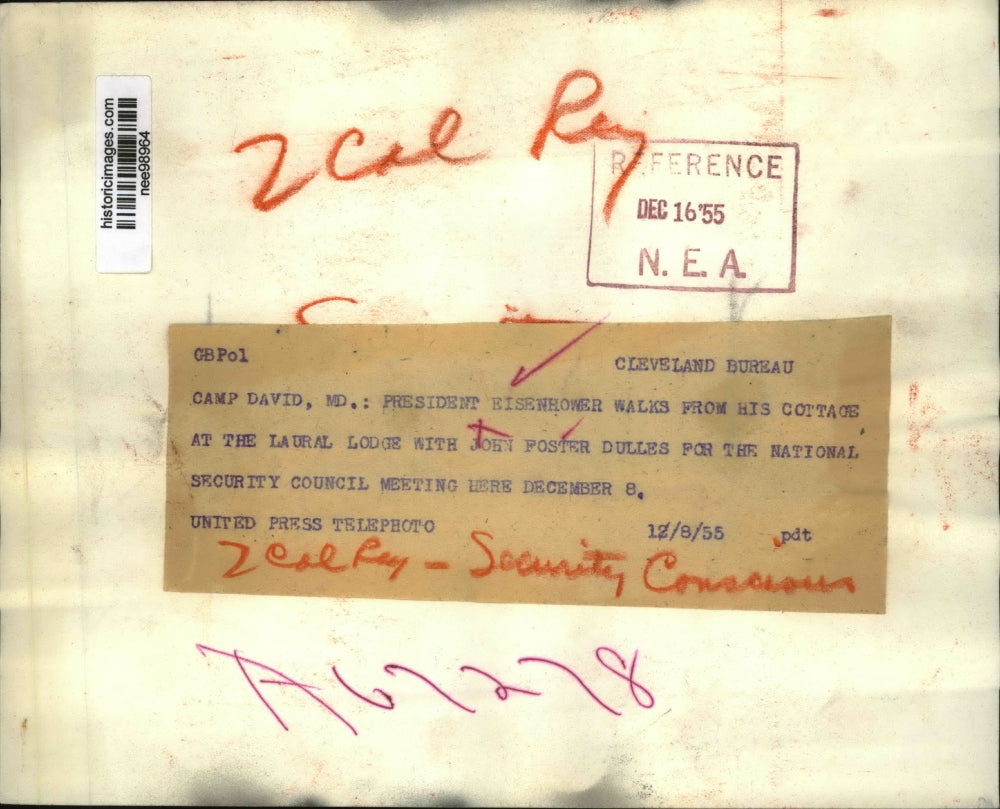 historicimages.com
nee98964
2 Col Reg
REFERENCE
DEC 16'55
N. E. A.
GBPo1
CLEVELAND BUREAU
CAMP DAVID, MD.: PRESIDENT EISENHOWER WALKS FROM HIS COTTAGE
AT THE LAURAL LODGE WITH JOHN FOSTER DULLES FOR THE NATIONAL
SECURITY COUNCIL MEETING HERE DECEMBER 8.
UNITED PRESS TELEPHOTO 12/8/55 pdt
2 Col Reg - Security Conscious
A67278